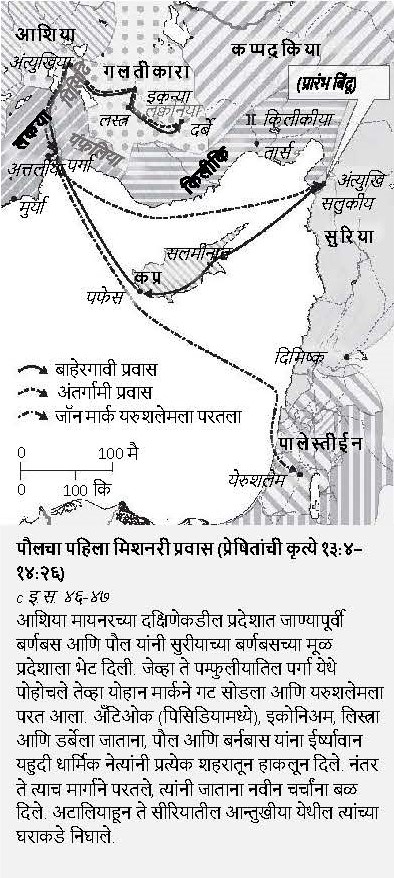 आशिया
कप्पद्रकिया
अंत्युखिया
गलतीकारा
(प्रारंभ बिंदू)
इकन्या
लस्त्र
दर्बे
किलीकीया
तार्स
पंफुलिया
किलीकि
अत्तलीय
पर्गा
मुर्या
अंत्युखि
सलुकीय
सुरिया
सलमीनाह
कप्र
पफेस
दिमिष्क
बाहेरगावी प्रवास
अंतर्गामी प्रवास
जॉन मार्क यरुशलेमला परतला
पालेस्तीईन
0 100 मै
0 100 कि
येरुशलेम
पौलचा पहिला मिशनरी प्रवास (प्रेषितांची कृत्ये १३:४–
१४:२६)
c इ स. ४६-४७
आशिया मायनरच्या दक्षिणेकडील प्रदेशात जाण्यापूर्वी
बर्णबस आणि पौल यांनी सुरीयाच्या बर्णबसच्या मूळ
प्रदेशाला भेट दिली. जेव्हा ते पम्फुलीयातिल पर्गा येथे
पोहोचले तेव्हा योहान मार्कने गट सोडला आणि यरुशलेमला
परत आला. अँटिओक (पिसिडियामध्ये), इकोनिअम, लिस्त्रा
आणि डर्बेला जाताना, पौल आणि बर्नबास यांना ईर्ष्यावान
यहुदी धार्मिक नेत्यांनी प्रत्येक शहरातून हाकलून दिले. नंतर
ते त्याच मार्गाने परतले, त्यांनी जाताना नवीन चर्चांना बळ
दिले. अटालियाहून ते सीरियातील आन्तुखीया येथील त्यांच्या
घराकडे निघाले.